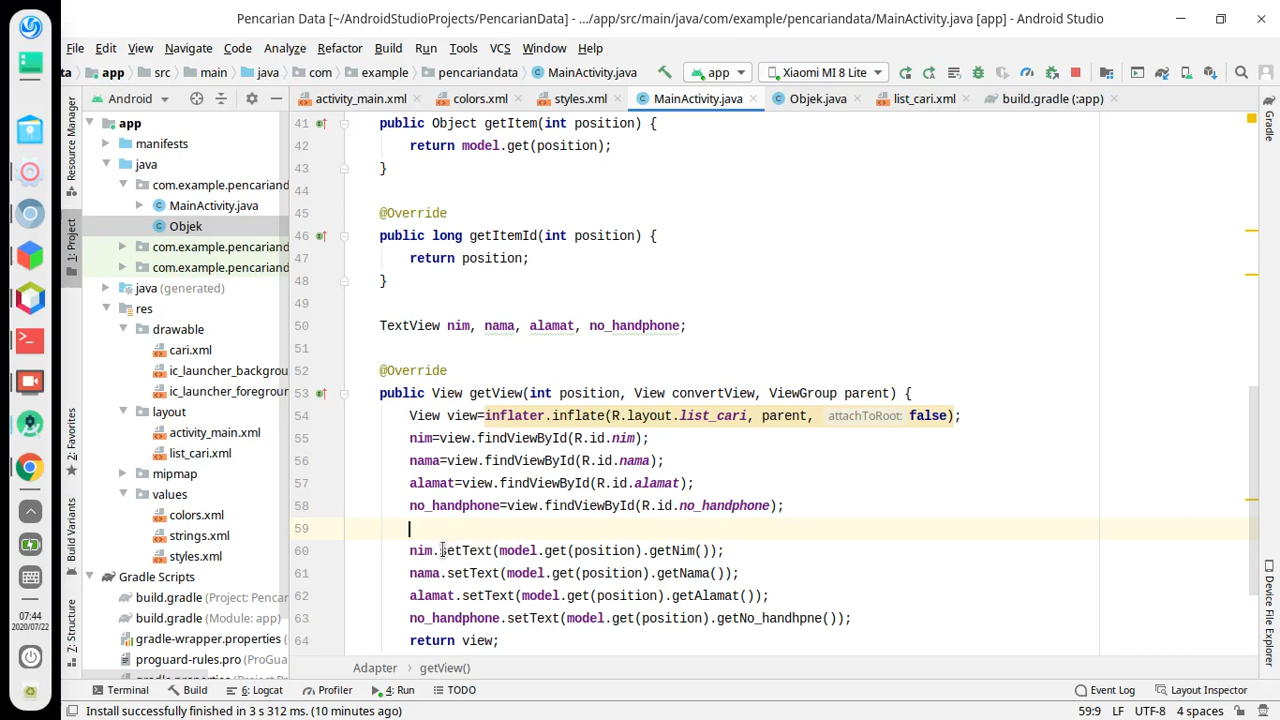 Pencarian Data [~/AndroidStudioProjects/PencarianData] - .../app/src/main/java/com/example/pencariandata/MainActivity.java [app] - Android Studio
File Edit View Navigate Code Analyze Refactor Build Run Tools VCS Window Help
ta app src main java com example pencariandata MainActivity.java app Xiaomi MI 8 Lite
Android activity_main.xml colors.xml styles.xml MainActivity.java Objek.java list_cari.xml build.gradle (:app)
Resource Manager
1: Project
2: Favorites
Build Variants
7: Structure
app
manifests
java
com.example.pencariand
MainActivity.java
Objek
com.example.pencariand
com.example.pencariand
java (generated)
res
drawable
cari.xml
ic_launcher_backgrou
ic_launcher_foregrou
layout
activity_main.xml
list_cari.xml
mipmap
values
colors.xml
strings.xml
styles.xml
Gradle Scripts
build.gradle (Project: Pencar
build.gradle (Module: app)
gradle-wrapper.properties
proguard-rules.pro (ProGua
41 public Object getItem(int position) {
42 return model.get(position);
43 }
44
45 @Override
46 public long getItemId(int position) {
47 return position;
48 }
49
50 TextView nim, nama, alamat, no_handphone;
51
52 @Override
53 public View getView(int position, View convertView, ViewGroup parent) {
54 View view=inflater.inflate(R.layout.list_cari, parent, attachToRoot: false);
55 nim=view.findViewById(R.id.nim);
56 nama=view.findViewById(R.id.nama);
57 alamat=view.findViewById(R.id.alamat);
58 no_handphone=view.findViewById(R.id.no_handphone);
59
60 nim.setText(model.get(position).getNim());
61 nama.setText(model.get(position).getNama());
62 alamat.setText(model.get(position).getAlamat());
63 no_handphone.setText(model.get(position).getNo_handhpne());
64 return view;
Adapter getView()
Gradle
Device File Explorer
07:44
2020/07/22
Terminal Build 6: Logcat Profiler 4: Run TODO Event Log Layout Inspector
Install successfully finished in 3 s 312 ms. (10 minutes ago) 59:9 LF UTF-8 4 spaces